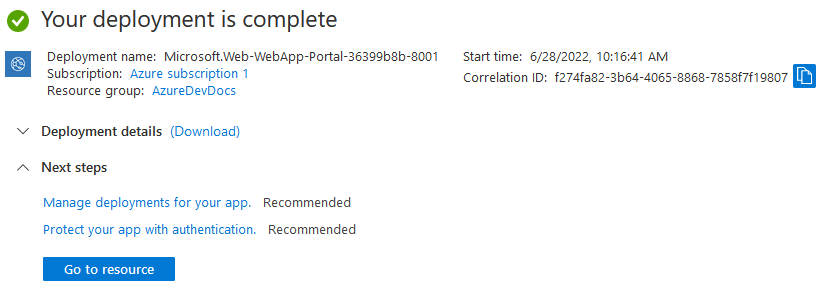 Your deployment is complete
Deployment name: Microsoft.Web-WebApp-Portal-36399b8b-8001
Subscription: Azure subscription 1
Resource group: AzureDevDocs
Start time: 6/28/2022, 10:16:41 AM
Correlation ID: f274fa82-3b64-4065-8868-7858f7f19807
Deployment details (Download)
Next steps
Manage deployments for your app. Recommended
Protect your app with authentication. Recommended
Go to resource